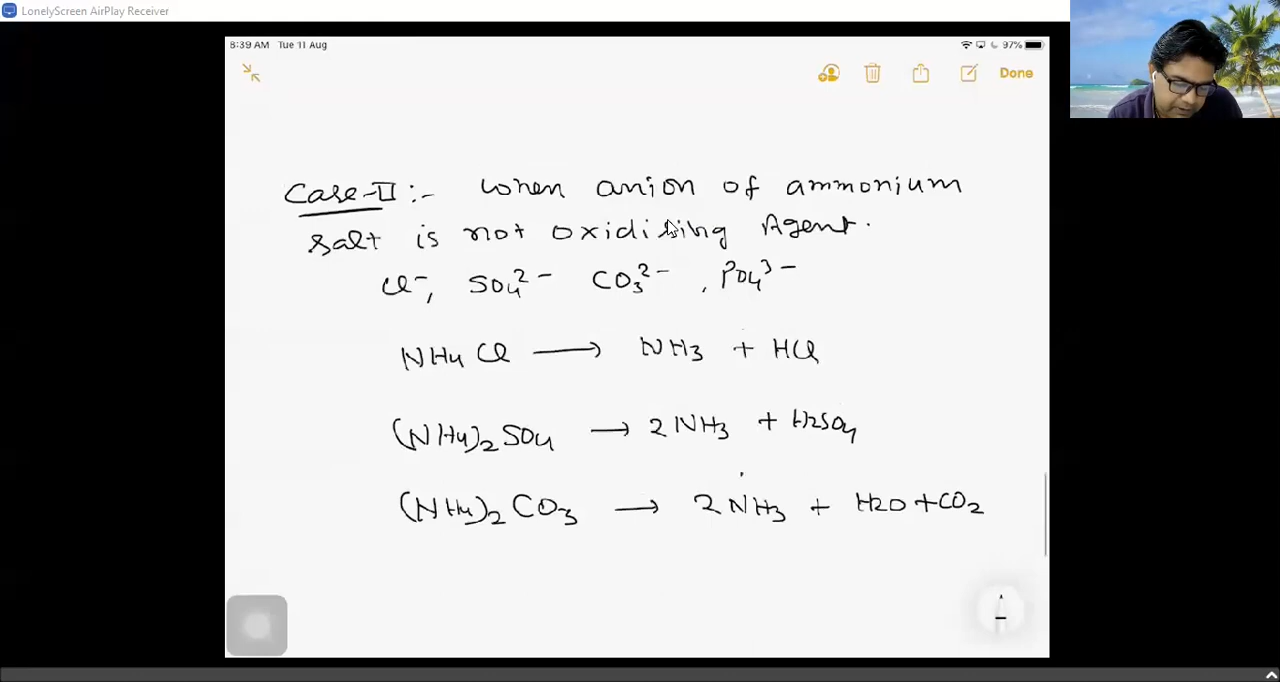 LonelyScreen AirPlay Receiver
8:39 AM Tue 11 Aug
97%
Done
Case-II :- When anion of ammonium
salt is not oxidizing Agent.
Cl⁻, SO₄²⁻ CO₃²⁻ , PO₄³⁻
NH₄Cl → NH₃ + HCl
(NH₄)₂SO₄ → 2NH₃ + H₂SO₄
(NH₄)₂CO₃ → 2NH₃ + H₂O + CO₂